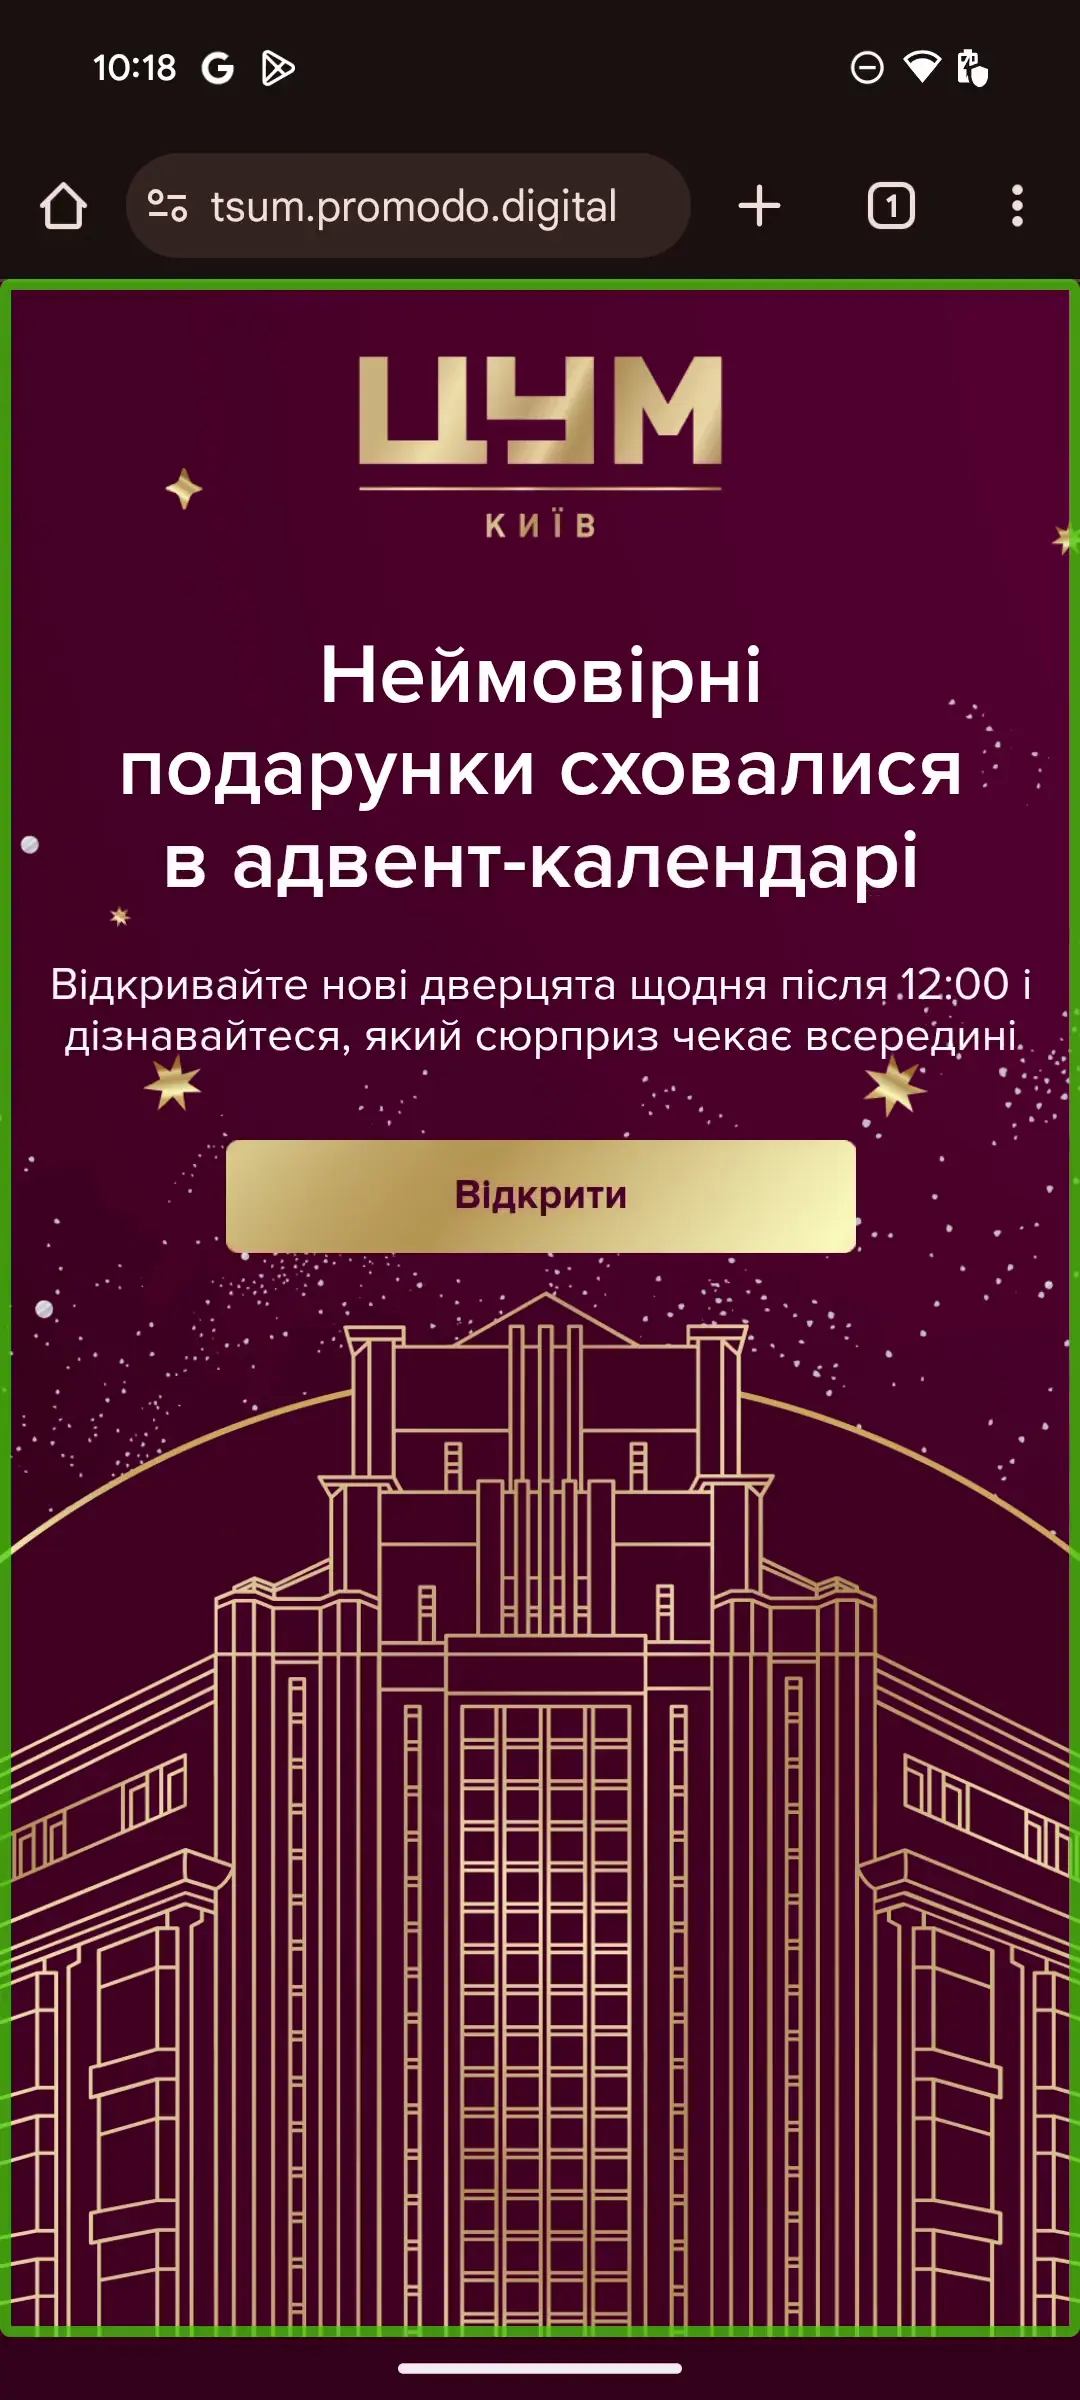 10:18
tsum.promodo.digital
1
ЦУМ
КИЇВ
Неймовірні
подарунки сховалися
в адвент-календарі
Відкривайте нові дверцята щодня після 12:00 і
дізнавайтеся, який сюрприз чекає всередині.
Відкрити